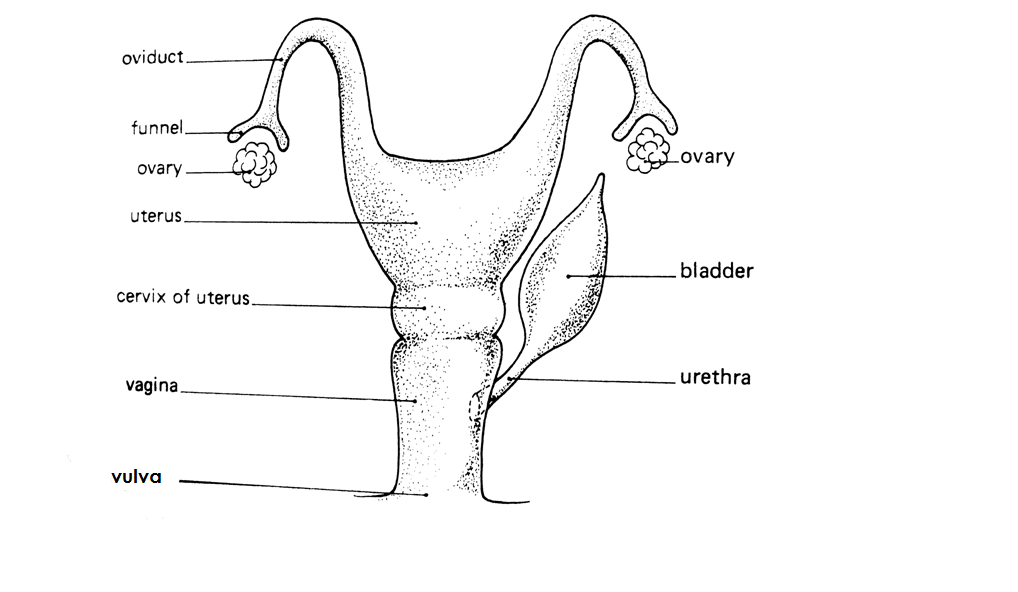 oviduct
funnel
ovary
ovary
uterus
bladder
cervix of uterus
urethra
vagina
vulva